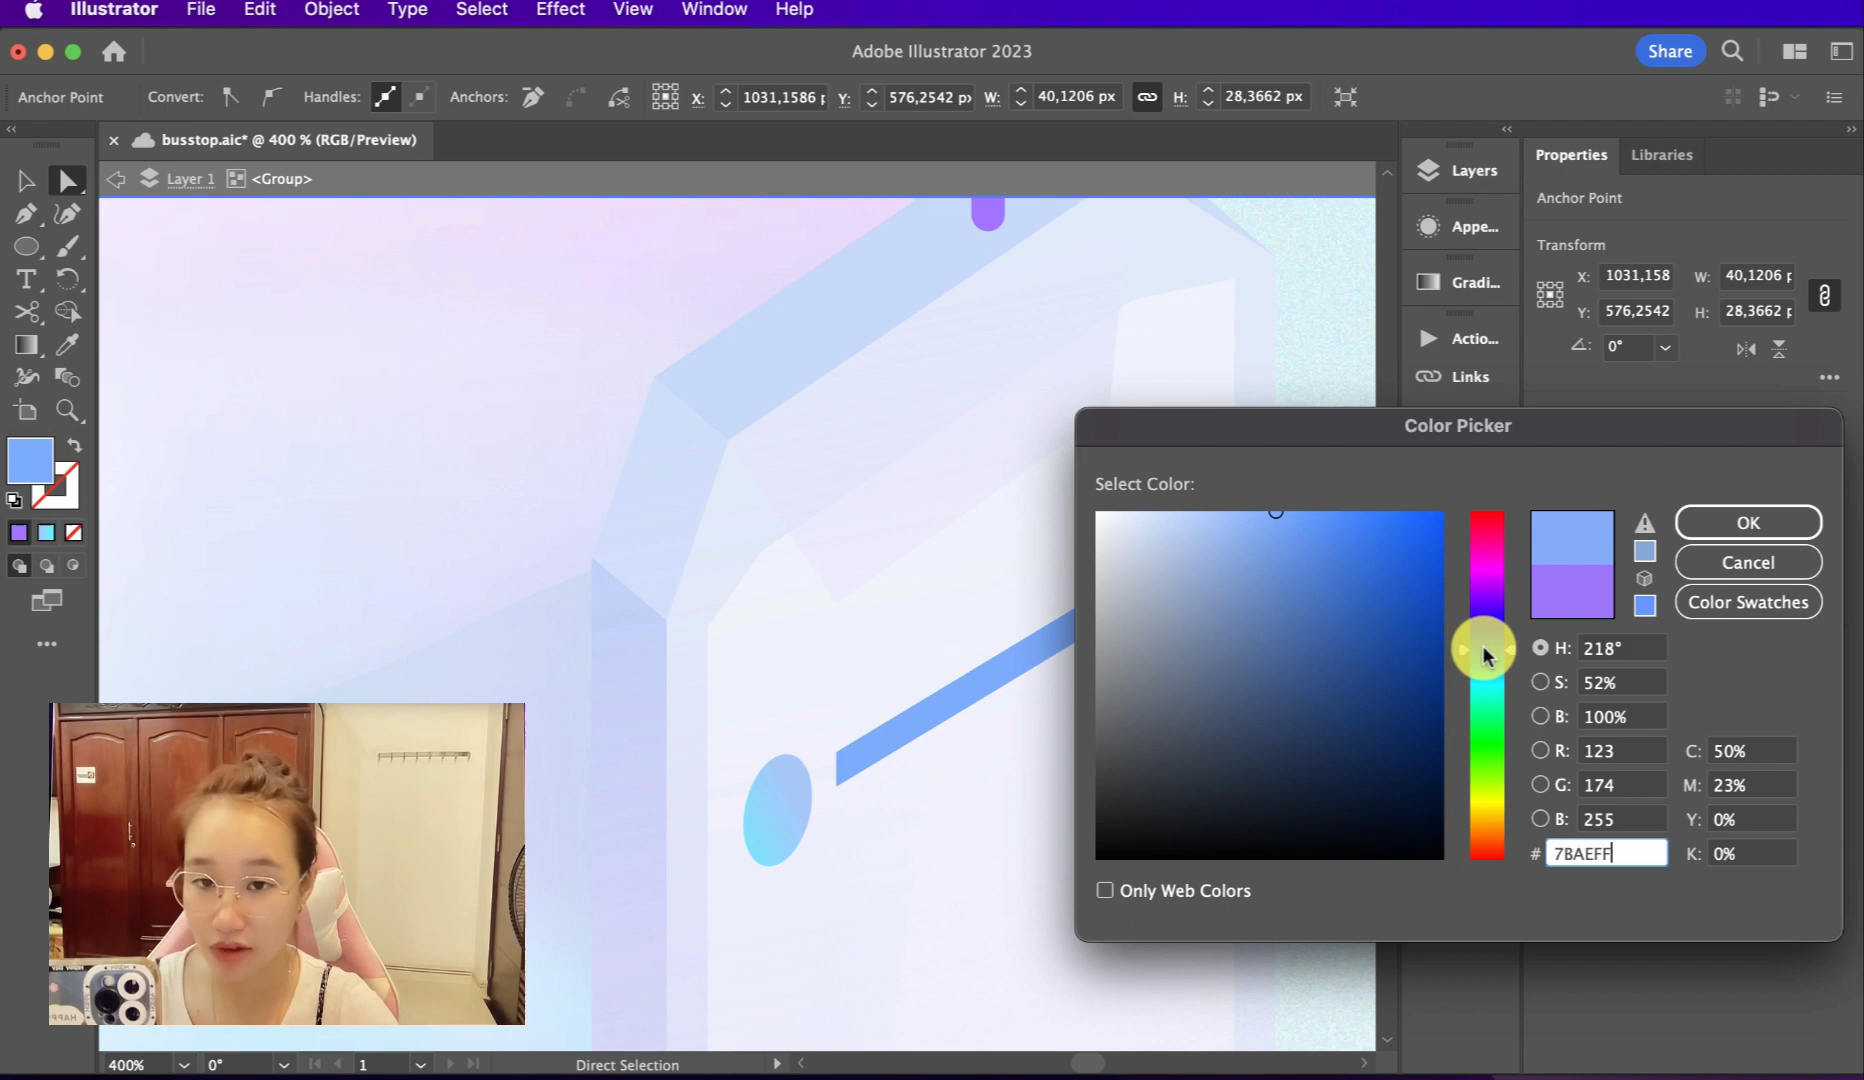 Illustrator File Edit Object Type Select Effect View Window Help
Adobe Illustrator 2023
Share
Anchor Point Convert: Handles: Anchors: X: 1031,1586 Y: 576,2542 px W: 40,1206 px H: 28,3662 px
busstop.aic* @ 400 % (RGB/Preview)
Layer 1 <Group>
Layers
Appe...
Gradi...
Actio...
Links
Properties Libraries
Anchor Point
Transform
X: 1031,158 W: 40,1206
Y: 576,2542 H: 28,3662
0°
Color Picker
Select Color:
OK
Cancel
Color Swatches
H: 218°
S: 52%
B: 100%
R: 123 C: 50%
G: 174 M: 23%
B: 255 Y: 0%
# 7BAEFF K: 0%
Only Web Colors
400% 0° 1 Direct Selection